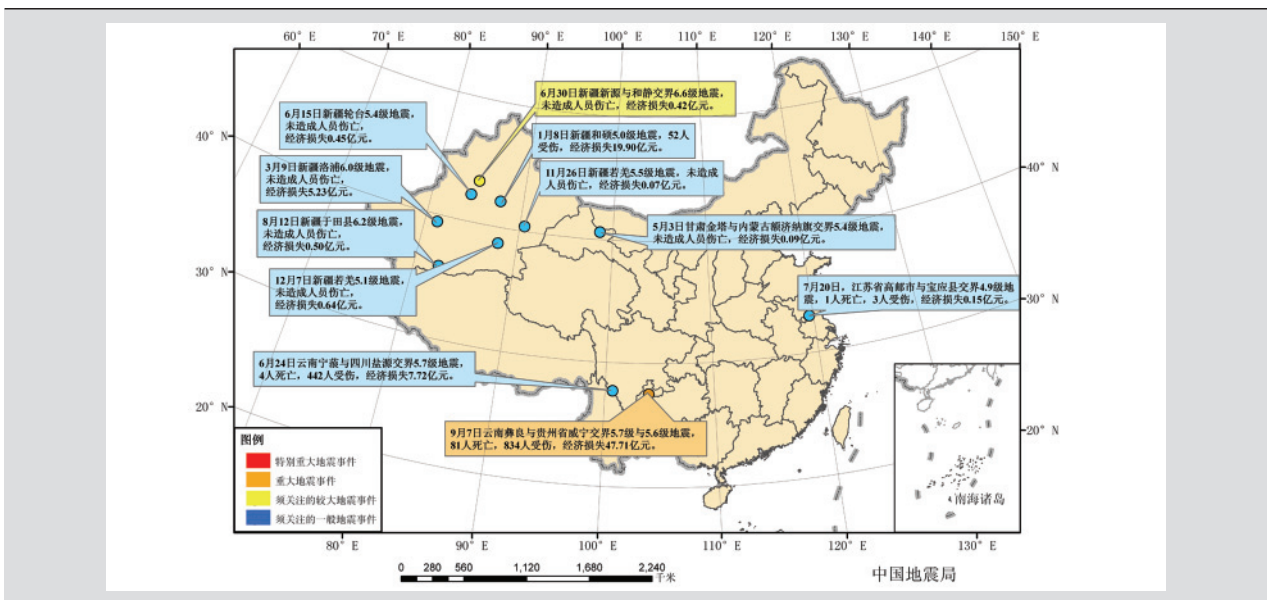 60° E
70° E
80° E
90° E
100° E
110° E
120° E
130° E
140° E
150° E
6月30日新疆新源与和静交界6.6级地震，
未造成人员伤亡，经济损失0.42亿元。
6月15日新疆轮台5.4级地震，
未造成人员伤亡，
经济损失0.45亿元。
1月8日新疆和硕5.0级地震，52人
受伤，经济损失19.90亿元。
40° N
40° N
3月9日新疆洛浦6.0级地震，
未造成人员伤亡，
经济损失5.23亿元。
11月26日新疆若羌5.5级地震，未造成
人员伤亡，经济损失0.07亿元。
8月12日新疆于田县6.2级地震，
未造成人员伤亡，
经济损失0.50亿元。
5月3日甘肃金塔与内蒙古额济纳旗交界5.4级地震，
未造成人员伤亡，经济损失0.09亿元。
30° N
12月7日新疆若羌5.1级地震，
未造成人员伤亡，
经济损失0.64亿元。
7月20日，江苏省高邮市与宝应县交界4.9级地
震，1人死亡，3人受伤，经济损失0.15亿元。
30° N
6月24日云南宁蒗与四川盐源交界5.7级地震，
4人死亡，442人受伤，经济损失7.72亿元。
20° N
20° N
9月7日云南彝良与贵州省威宁交界5.7级与5.6级地震，
81人死亡，834人受伤，经济损失47.71亿元。
图例
特别重大地震事件
重大地震事件
须关注的较大地震事件
须关注的一般地震事件
南海诸岛
80° E
90° E
100° E
110° E
120° E
130° E
0 280 560 1,120 1,680 2,240
千米
中国地震局